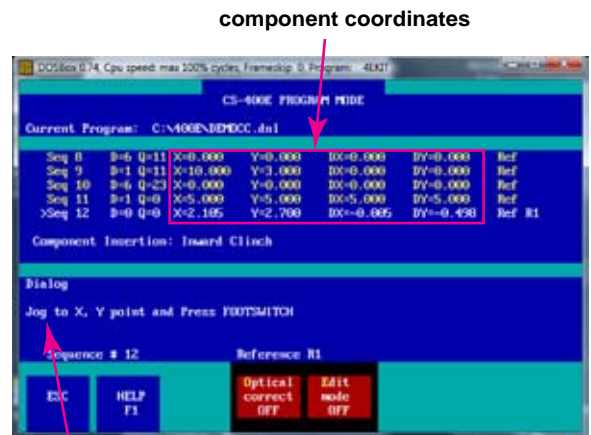 component coordinates
DOSBox 0.74, Cpu speed: max 100% cycles, Frameskip 0, Program: 4EKIT
CS-400E PROGRAM MODE
Current Program: C:\400E\DEMOCC.dnl
Seq 8 D=6 Q=11 X=0.000 Y=0.000 DX=0.000 DY=0.000 Ref
Seq 9 D=1 Q=11 X=10.000 Y=3.000 DX=0.000 DY=0.000 Ref
Seq 10 D=6 Q=23 X=0.000 Y=0.000 DX=0.000 DY=0.000 Ref
Seq 11 D=1 Q=0 X=5.000 Y=5.000 DX=5.000 DY=5.000 Ref
>Seq 12 D=0 Q=0 X=2.105 Y=2.700 DX=-0.005 DY=-0.498 Ref R1
Component Insertion: Inward Clinch
Dialog
Jog to X, Y point and Press FOOTSWITCH
Sequence # 12 Reference R1
ESC HELP F1 Optical correct OFF Edit mode OFF